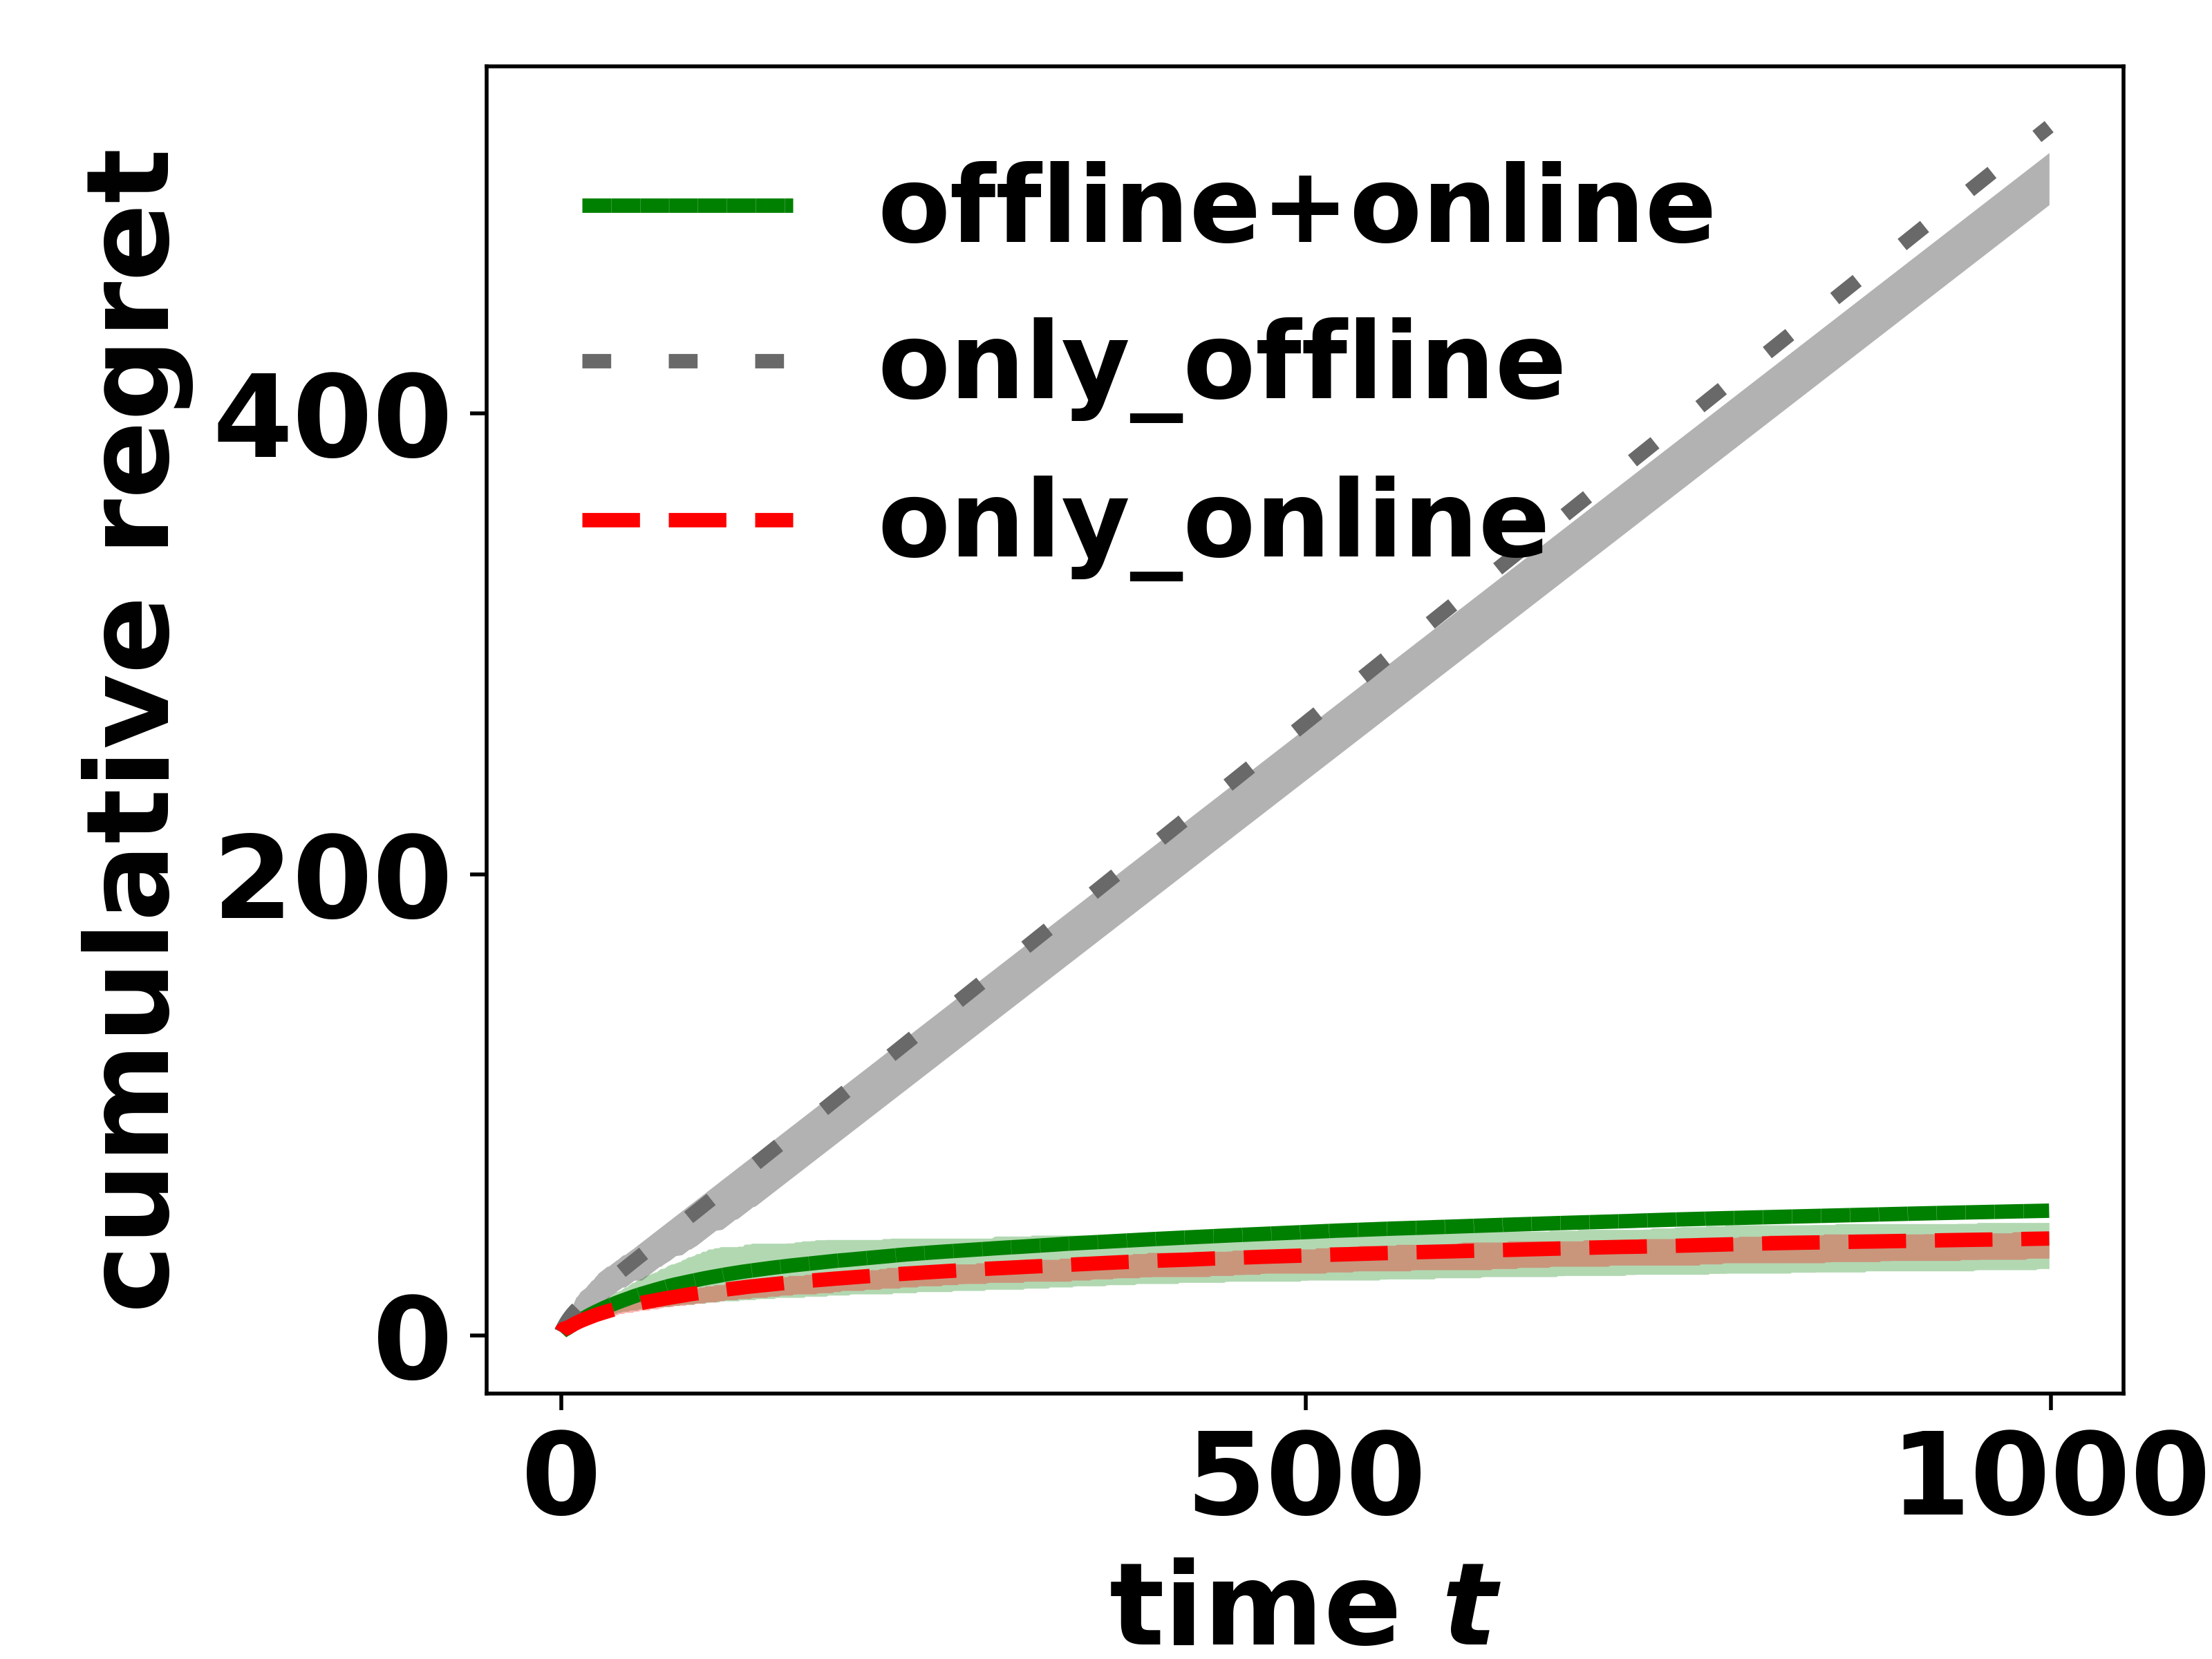 cumulative regret
400
200
0
offline+online
only_offline
only_online
0 500 1000
time t